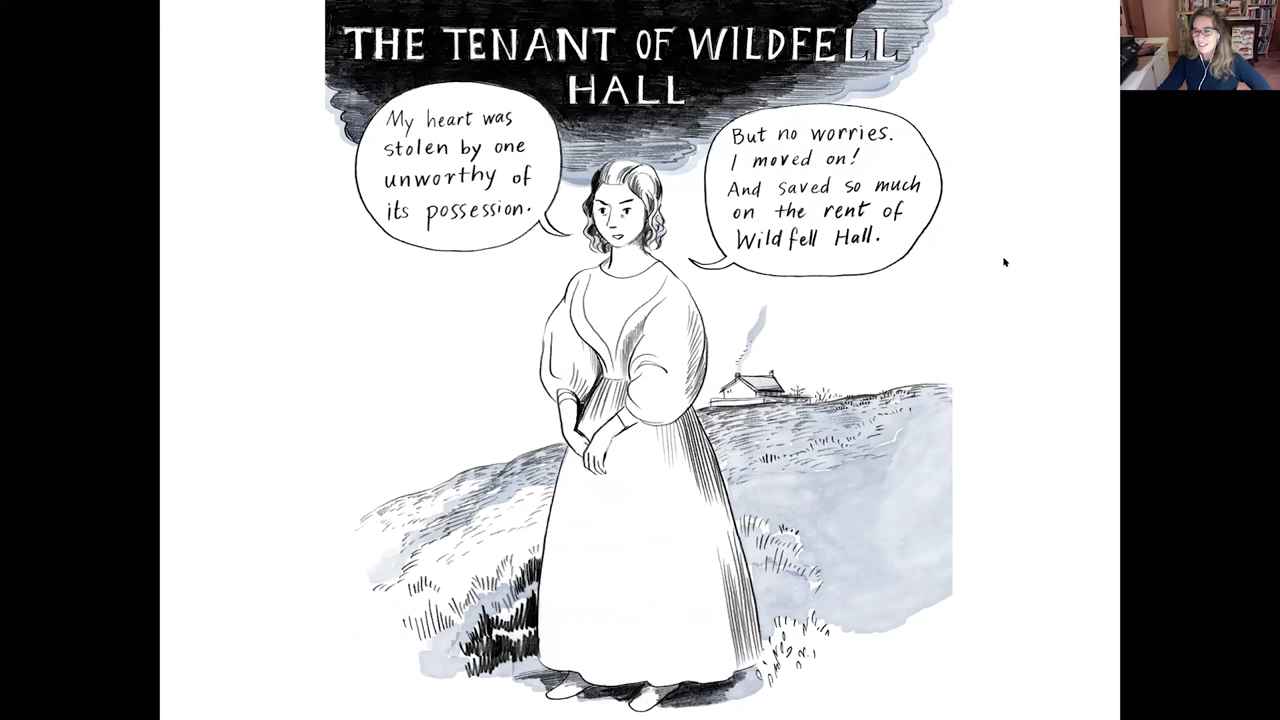 THE TENANT OF WILDFELL
HALL
My heart was
stolen by one
unworthy of
its possession.
But no worries.
I moved on!
And saved so much
on the rent of
Wildfell Hall.